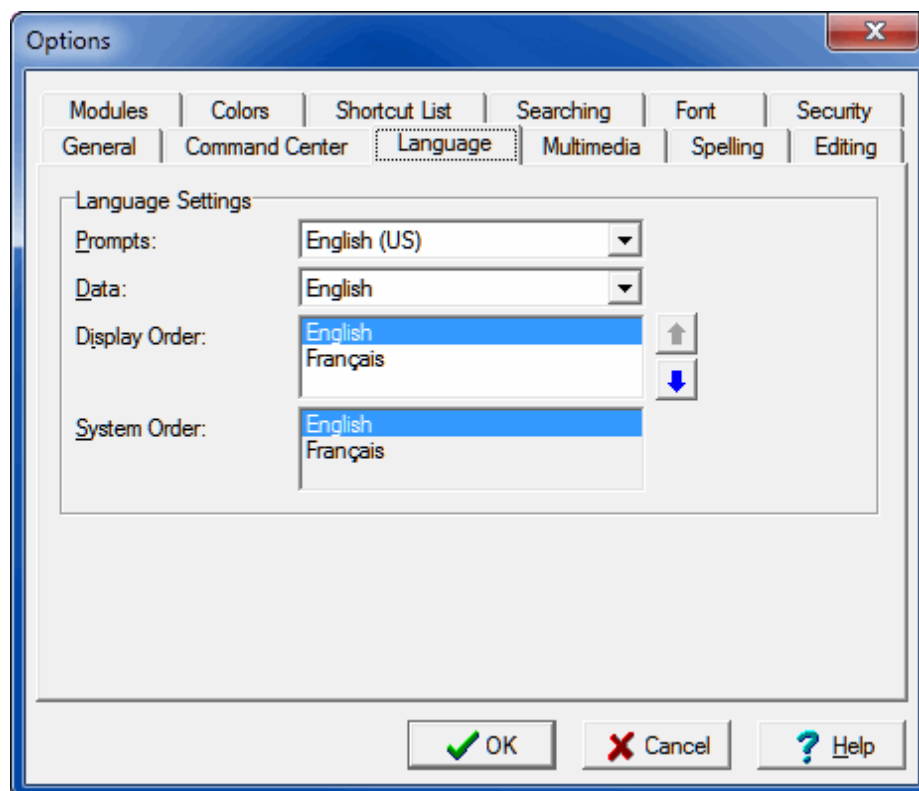 Options
Modules Colors Shortcut List Searching Font Security
General Command Center Language Multimedia Spelling Editing
Language Settings
Prompts: English (US)
Data: English
Display Order: English
Français
System Order: English
Français
OK Cancel Help